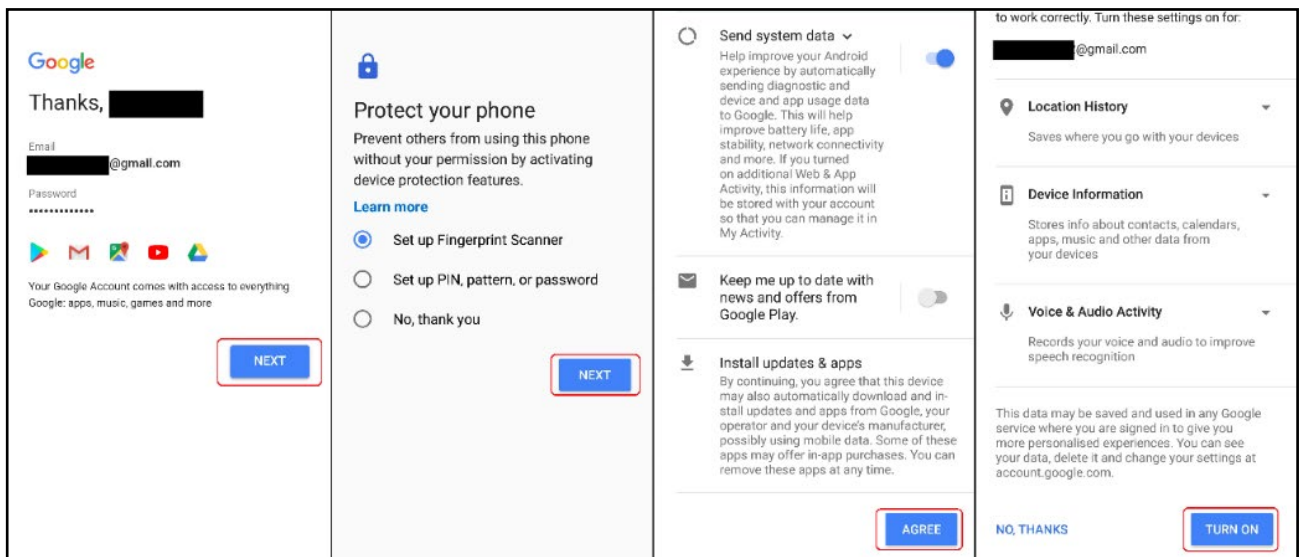 Google
Thanks,
Email
@gmail.com
Password
•••••••••••••
Your Google Account comes with access to everything
Google: apps, music, games and more
NEXT
Protect your phone
Prevent others from using this phone
without your permission by activating
device protection features.
Learn more
Set up Fingerprint Scanner
Set up PIN, pattern, or password
No, thank you
NEXT
Send system data
Help improve your Android
experience by automatically
sending diagnostic and
device and app usage data
to Google. This will help
improve battery life, app
stability, network connectivity
and more. If you turned
on additional Web & App
Activity, this information will
be stored with your account
so that you can manage it in
My Activity.
Keep me up to date with
news and offers from
Google Play.
Install updates & apps
By continuing, you agree that this device
may also automatically download and in-
stall updates and apps from Google, your
operator and your device's manufacturer,
possibly using mobile data. Some of these
apps may offer in-app purchases. You can
remove these apps at any time.
AGREE
to work correctly. Turn these settings on for:
@gmail.com
Location History
Saves where you go with your devices
Device Information
Stores info about contacts, calendars,
apps, music and other data from
your devices
Voice & Audio Activity
Records your voice and audio to improve
speech recognition
This data may be saved and used in any Google
service where you are signed in to give you
more personalised experiences. You can see
your data, delete it and change your settings at
account.google.com.
NO, THANKS
TURN ON